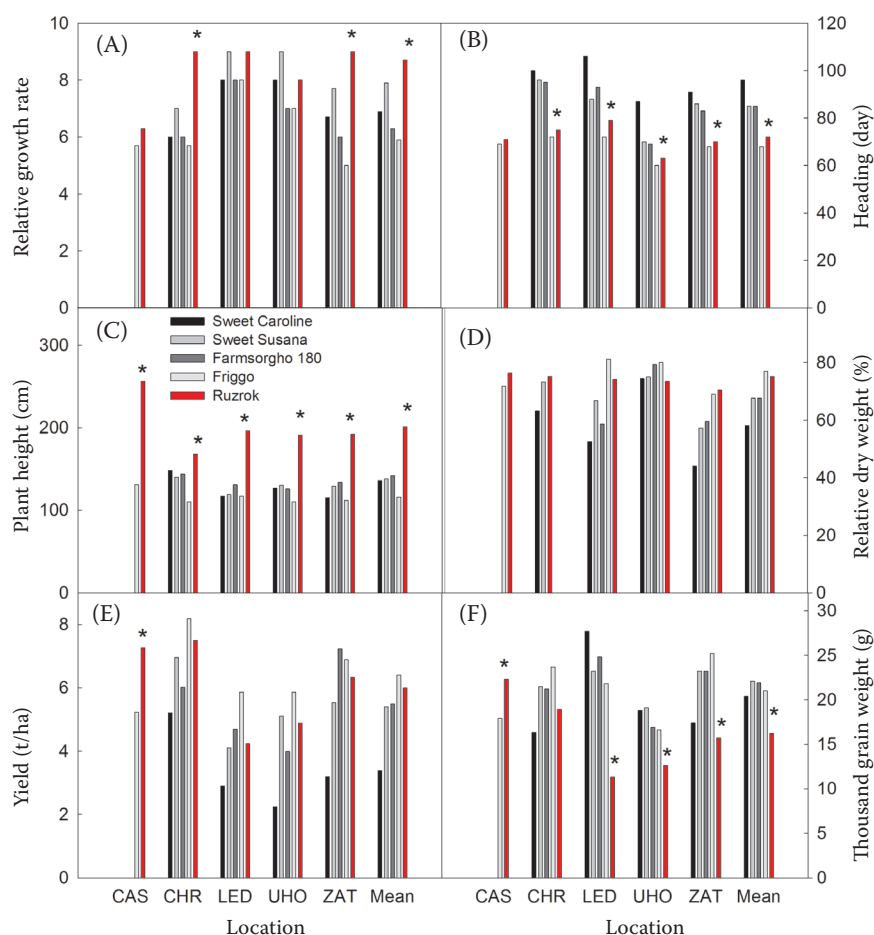 (A)
Relative growth rate
10
8
6
4
2
0
*
*
*
(B)
Heading (day)
120
100
80
60
40
20
0
*
*
*
*
*
(C)
Plant height (cm)
300
200
100
0
Sweet Caroline
Sweet Susana
Farmsorgho 180
Friggo
Ruzrok
*
*
*
*
*
*
(D)
Relative dry weight (%)
80
60
40
20
0
(E)
Yield (t/ha)
8
6
4
2
0
*
CAS CHR LED UHO ZAT Mean
Location
(F)
Thousand grain weight (g)
30
25
20
15
10
5
0
*
*
*
*
*
CAS CHR LED UHO ZAT Mean
Location